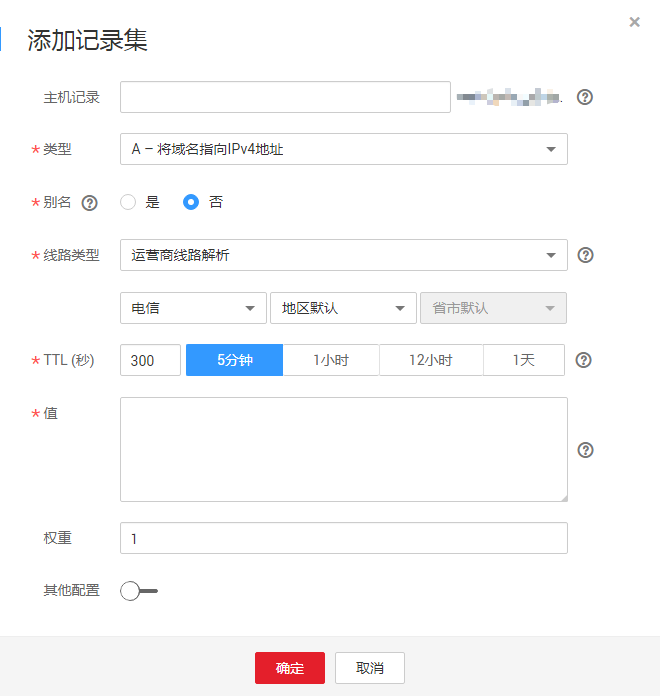 添加记录集
主机记录 .
* 类型 A – 将域名指向IPv4地址
* 别名 是 否
* 线路类型 运营商线路解析
电信 地区默认 省市默认
* TTL (秒) 300 5分钟 1小时 12小时 1天
* 值
权重 1
其他配置
确定 取消